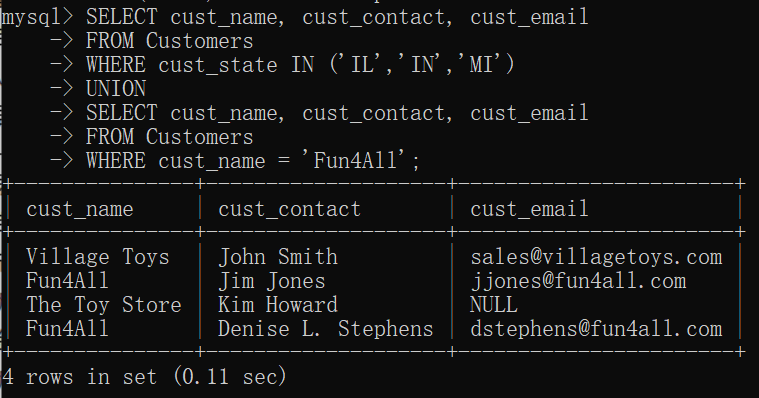 mysql> SELECT cust_name, cust_contact, cust_email
    -> FROM Customers
    -> WHERE cust_state IN ('IL','IN','MI')
    -> UNION
    -> SELECT cust_name, cust_contact, cust_email
    -> FROM Customers
    -> WHERE cust_name = 'Fun4All';
+---------------+--------------------+-----------------------+
| cust_name     | cust_contact       | cust_email            |
+---------------+--------------------+-----------------------+
| Village Toys  | John Smith         | sales@villagetoys.com |
| Fun4All       | Jim Jones          | jjones@fun4all.com    |
| The Toy Store | Kim Howard         | NULL                  |
| Fun4All       | Denise L. Stephens | dstephens@fun4all.com |
+---------------+--------------------+-----------------------+
4 rows in set (0.11 sec)